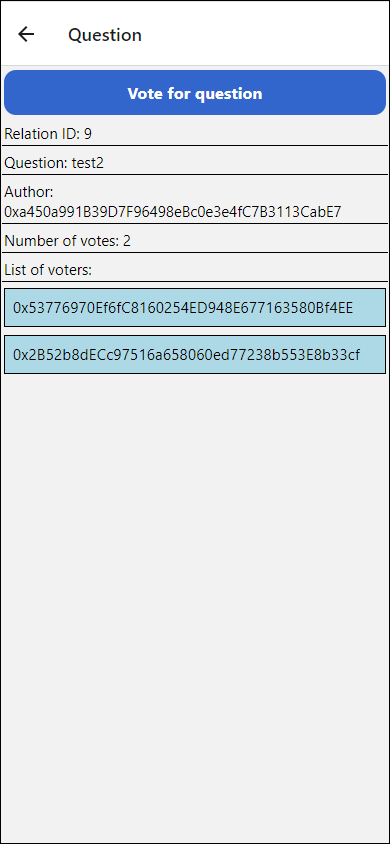 Question
Vote for question
Relation ID: 9
Question: test2
Author:
0xa450a991B39D7F96498eBc0e3e4fC7B3113CabE7
Number of votes: 2
List of voters:
0x53776970Ef6fC8160254ED948E677163580Bf4EE
0x2B52b8dECc97516a658060ed77238b553E8b33cf